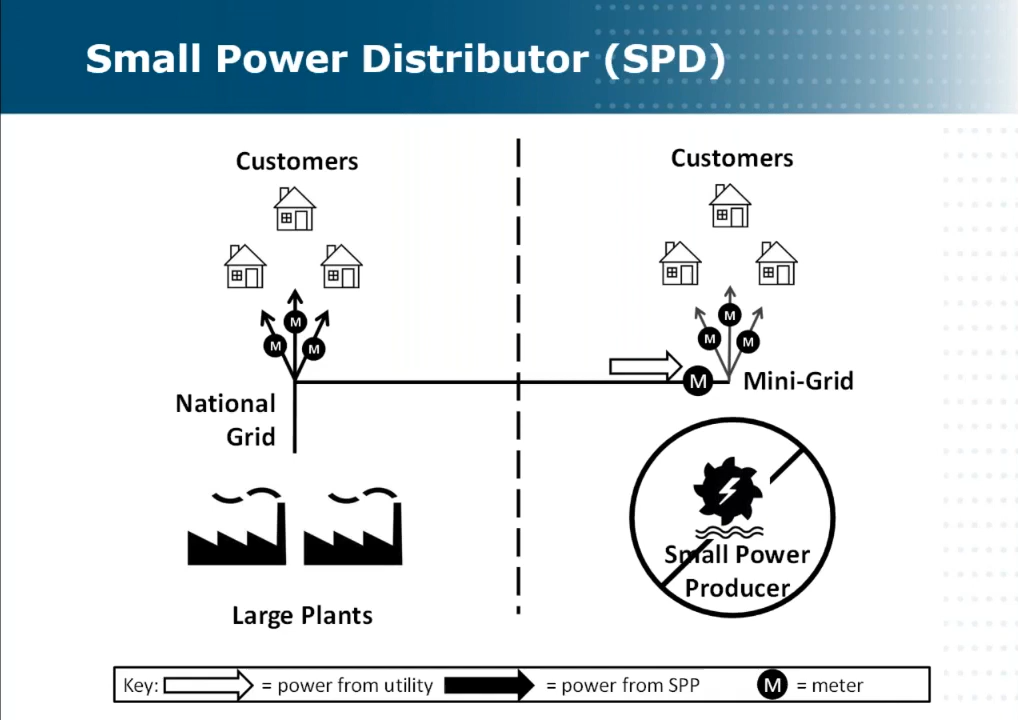 Small Power Distributor (SPD)
Customers
Customers
M
M
M
M
M
M
M
Mini-Grid
National
Grid
Small Power
Producer
Large Plants
Key: = power from utility = power from SPP M = meter